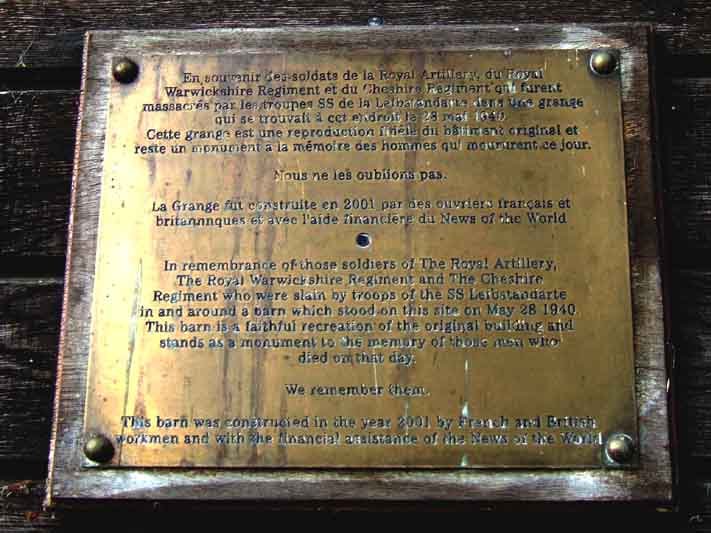 En souvenir des soldats de la Royal Artillery, du Royal
Warwickshire Regiment et du Cheshire Regiment qui furent
massacrés par les troupes SS de la Leibstandarte dans une grange
qui se trouvait à cet endroit le 28 mai 1940.
Cette grange est une reproduction fidèle du bâtiment original et
reste un monument à la mémoire des hommes qui moururent ce jour.
Nous ne les oublions pas.
La Grange fut construite en 2001 par des ouvriers français et
britannnques et avec l'aide financière du News of the World
In remembrance of those soldiers of The Royal Artillery,
The Royal Warwickshire Regiment and The Cheshire
Regiment who were slain by troops of the SS Leibstandarte
in and around a barn which stood on this site on May 28 1940.
This barn is a faithful recreation of the original building and
stands as a monument to the memory of those men who
died on that day.
We remember them.
This barn was constructed in the year 2001 by French and British
workmen and with the financial assistance of the News of the World